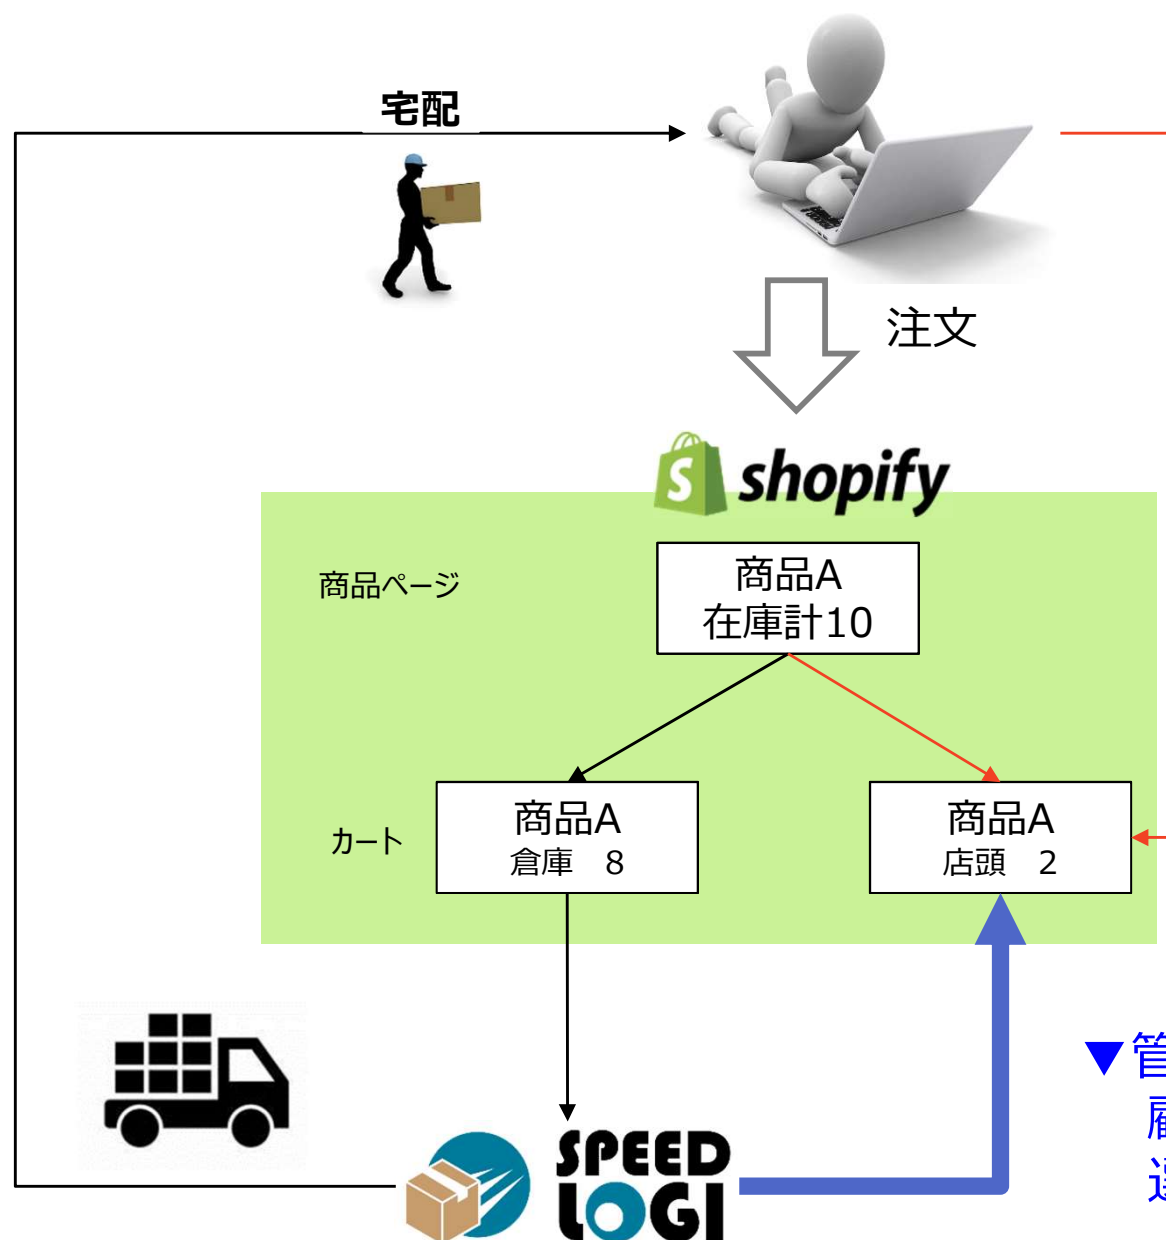 宅配
注文
shopify
商品ページ
商品A
在庫計10
カート
商品A
倉庫　8
商品A
店頭　2
SPEED
LOGI
▼管